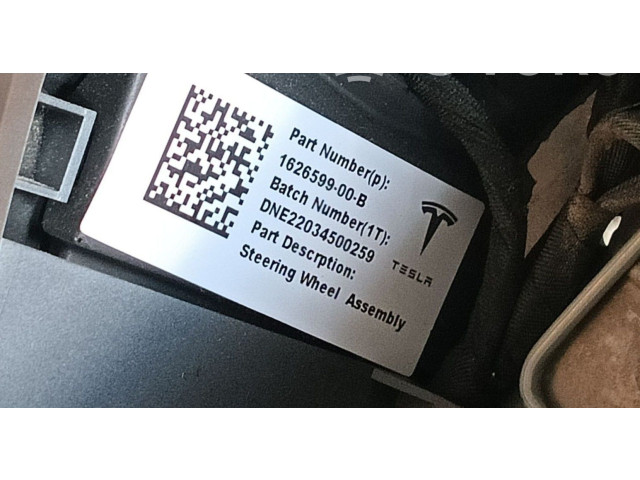 Part Number(p):
1626599-00-B
Batch Number(1T):
DNE22034500259
Part Descrption:
Steering Wheel Assembly
TESLA